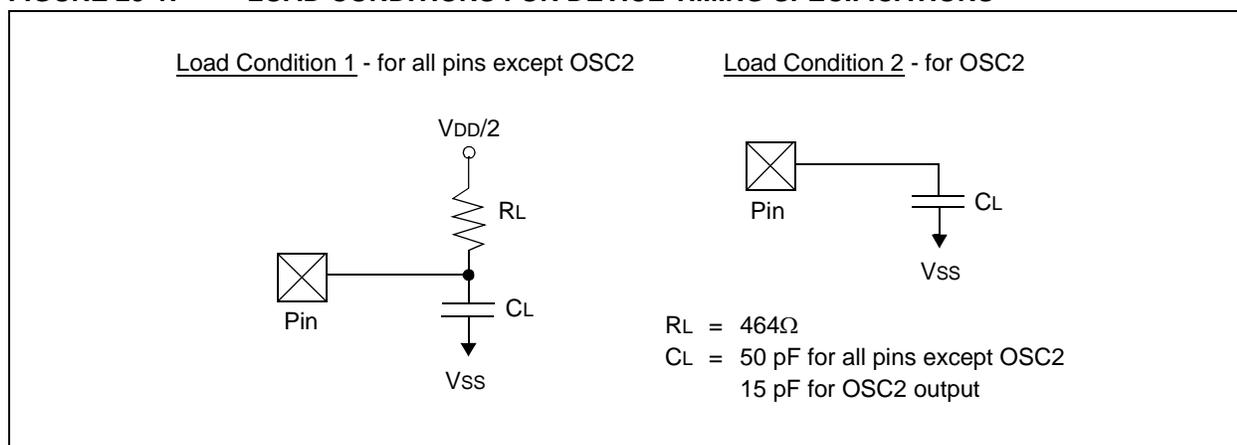 Load Condition 1 - for all pins except OSC2
Load Condition 2 - for OSC2
VDD/2
RL
CL
Pin
VSS
CL
Pin
VSS
RL = 464Ω
CL = 50 pF for all pins except OSC2
15 pF for OSC2 output